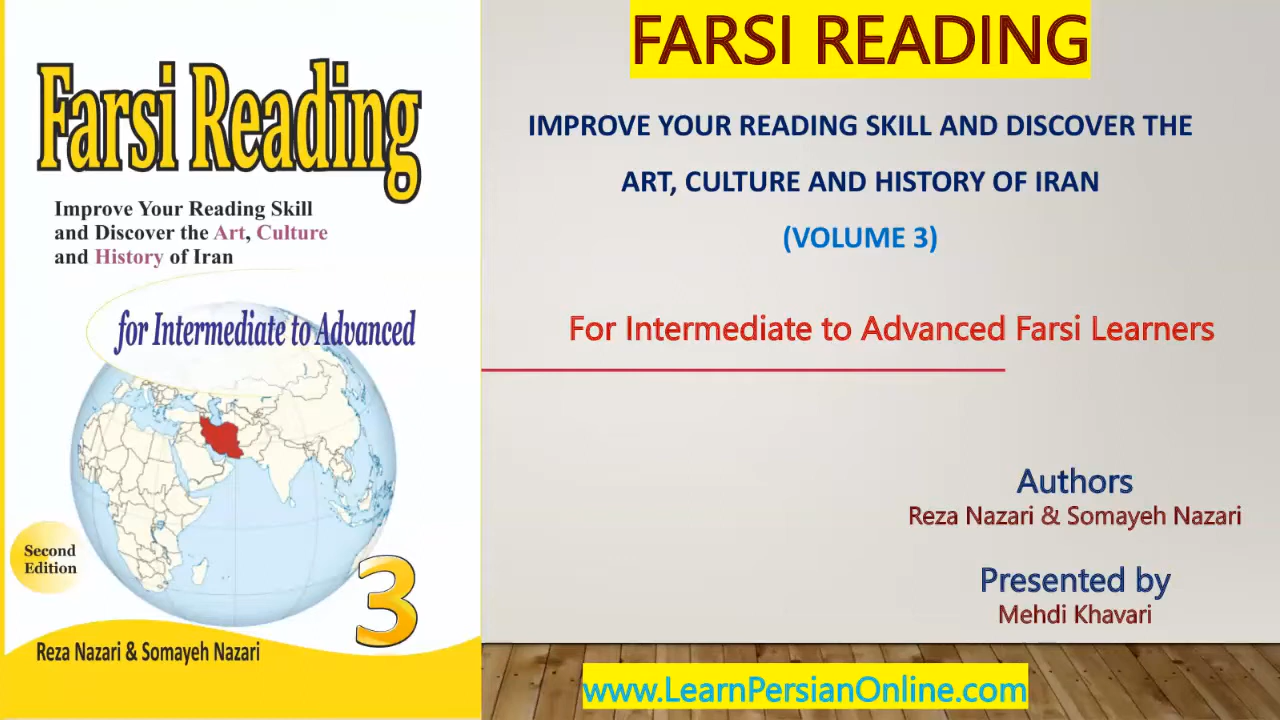 Farsi Reading
Improve Your Reading Skill
and Discover the Art, Culture
and History of Iran
for Intermediate to Advanced
Second
Edition
3
Reza Nazari & Somayeh Nazari
FARSI READING
IMPROVE YOUR READING SKILL AND DISCOVER THE
ART, CULTURE AND HISTORY OF IRAN
(VOLUME 3)
For Intermediate to Advanced Farsi Learners
Authors
Reza Nazari & Somayeh Nazari
Presented by
Mehdi Khavari
www.LearnPersianOnline.com